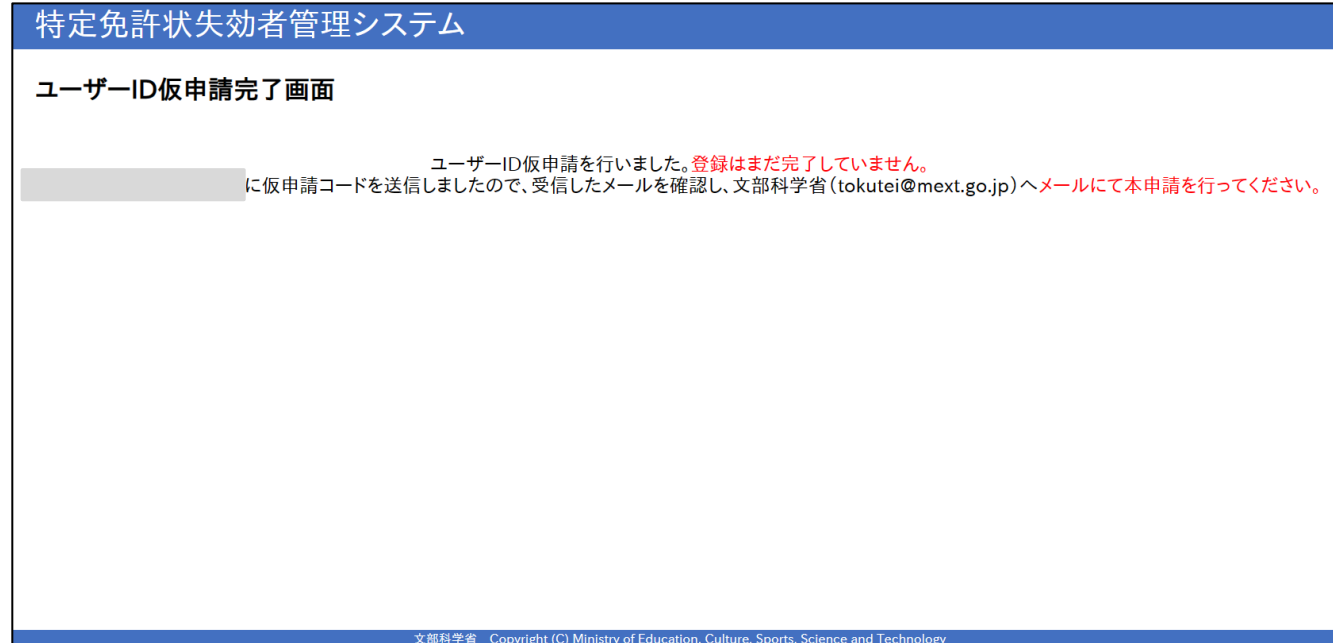 特定免許状失効者管理システム
ユーザーID仮申請完了画面
ユーザーID仮申請を行いました。登録はまだ完了していません。
に仮申請コードを送信しましたので、受信したメールを確認し、文部科学省(tokutei@mext.go.jp)へメールにて本申請を行ってください。
文部科学省 Copyright (C) Ministry of Education, Culture, Sports, Science and Technology